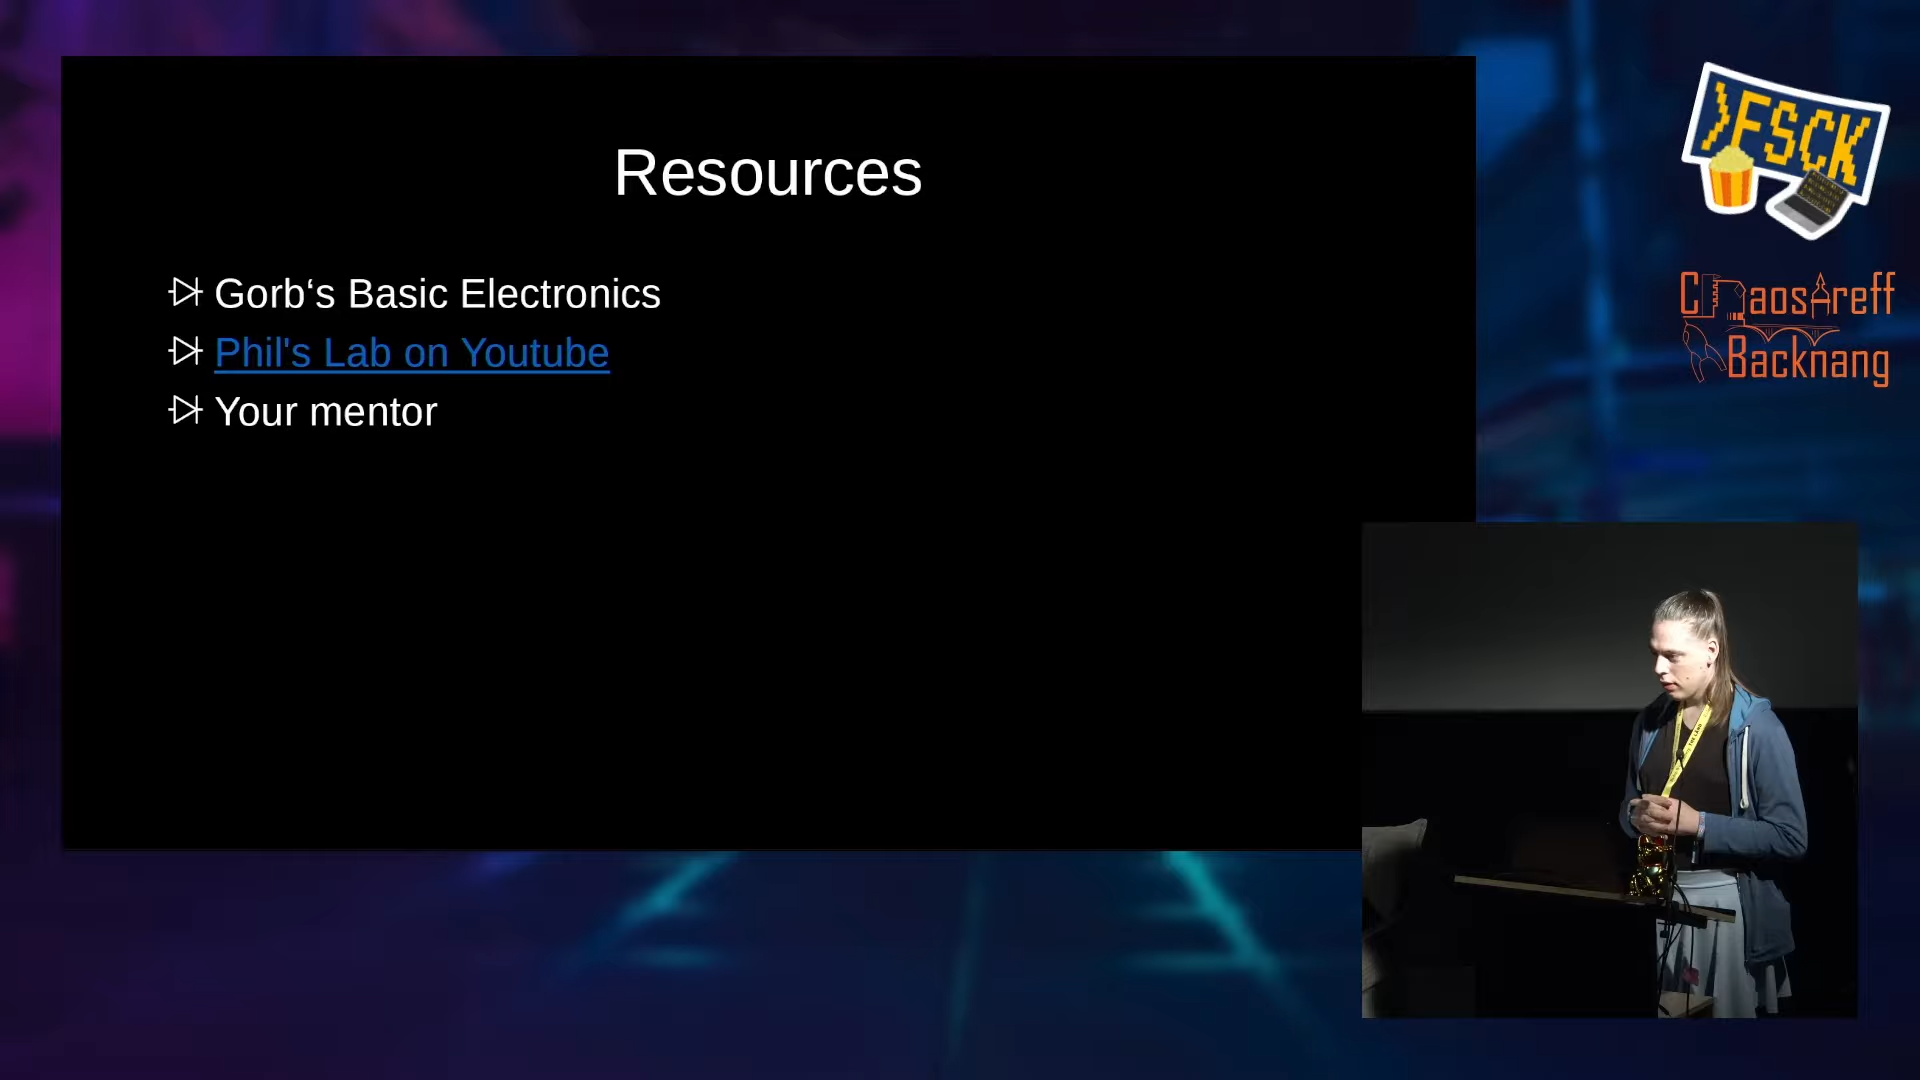 Resources
Gorb‘s Basic Electronics
Phil's Lab on Youtube
Your mentor
>FSCK
ChaosTreff
Backnang